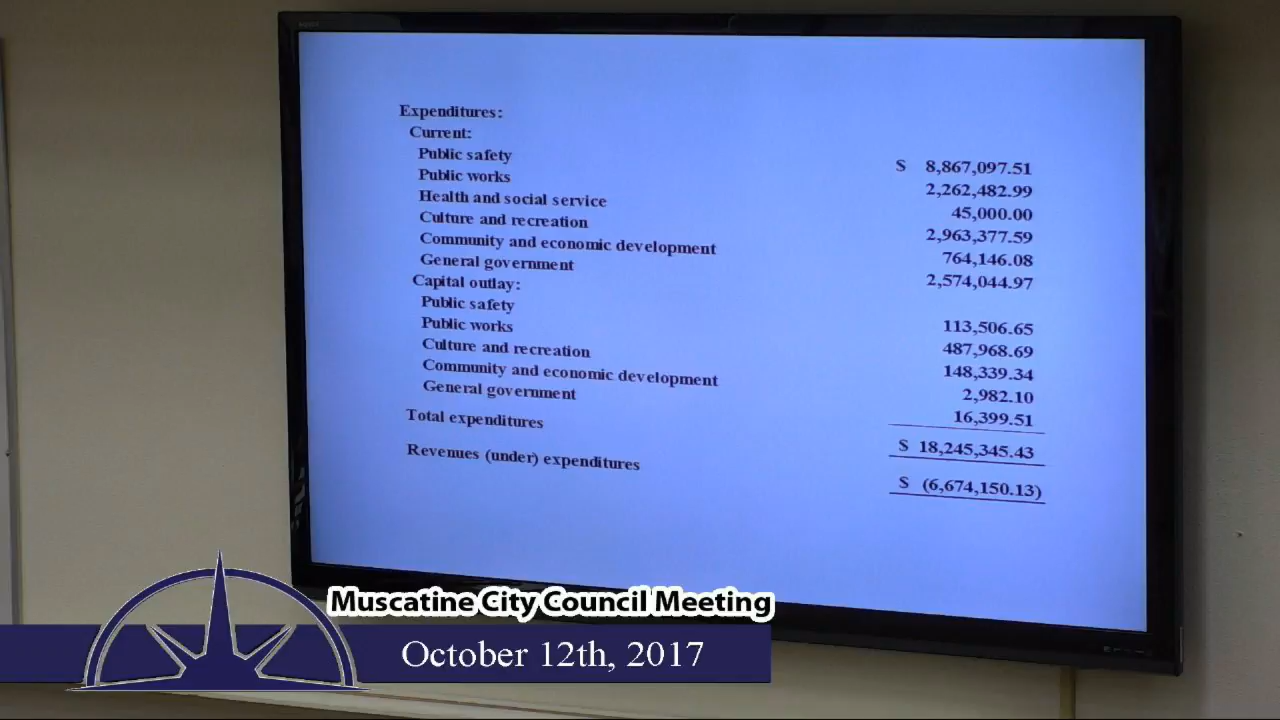 Expenditures:
Current:
Public safety $ 8,867,097.51
Public works 2,262,482.99
Health and social service 45,000.00
Culture and recreation 2,963,377.59
Community and economic development 764,146.08
General government 2,574,044.97
Capital outlay:
Public safety 113,506.65
Public works 487,968.69
Culture and recreation 148,339.34
Community and economic development 2,982.10
General government 16,399.51
Total expenditures $ 18,245,345.43
Revenues (under) expenditures $ (6,674,150.13)
Muscatine City Council Meeting
October 12th, 2017